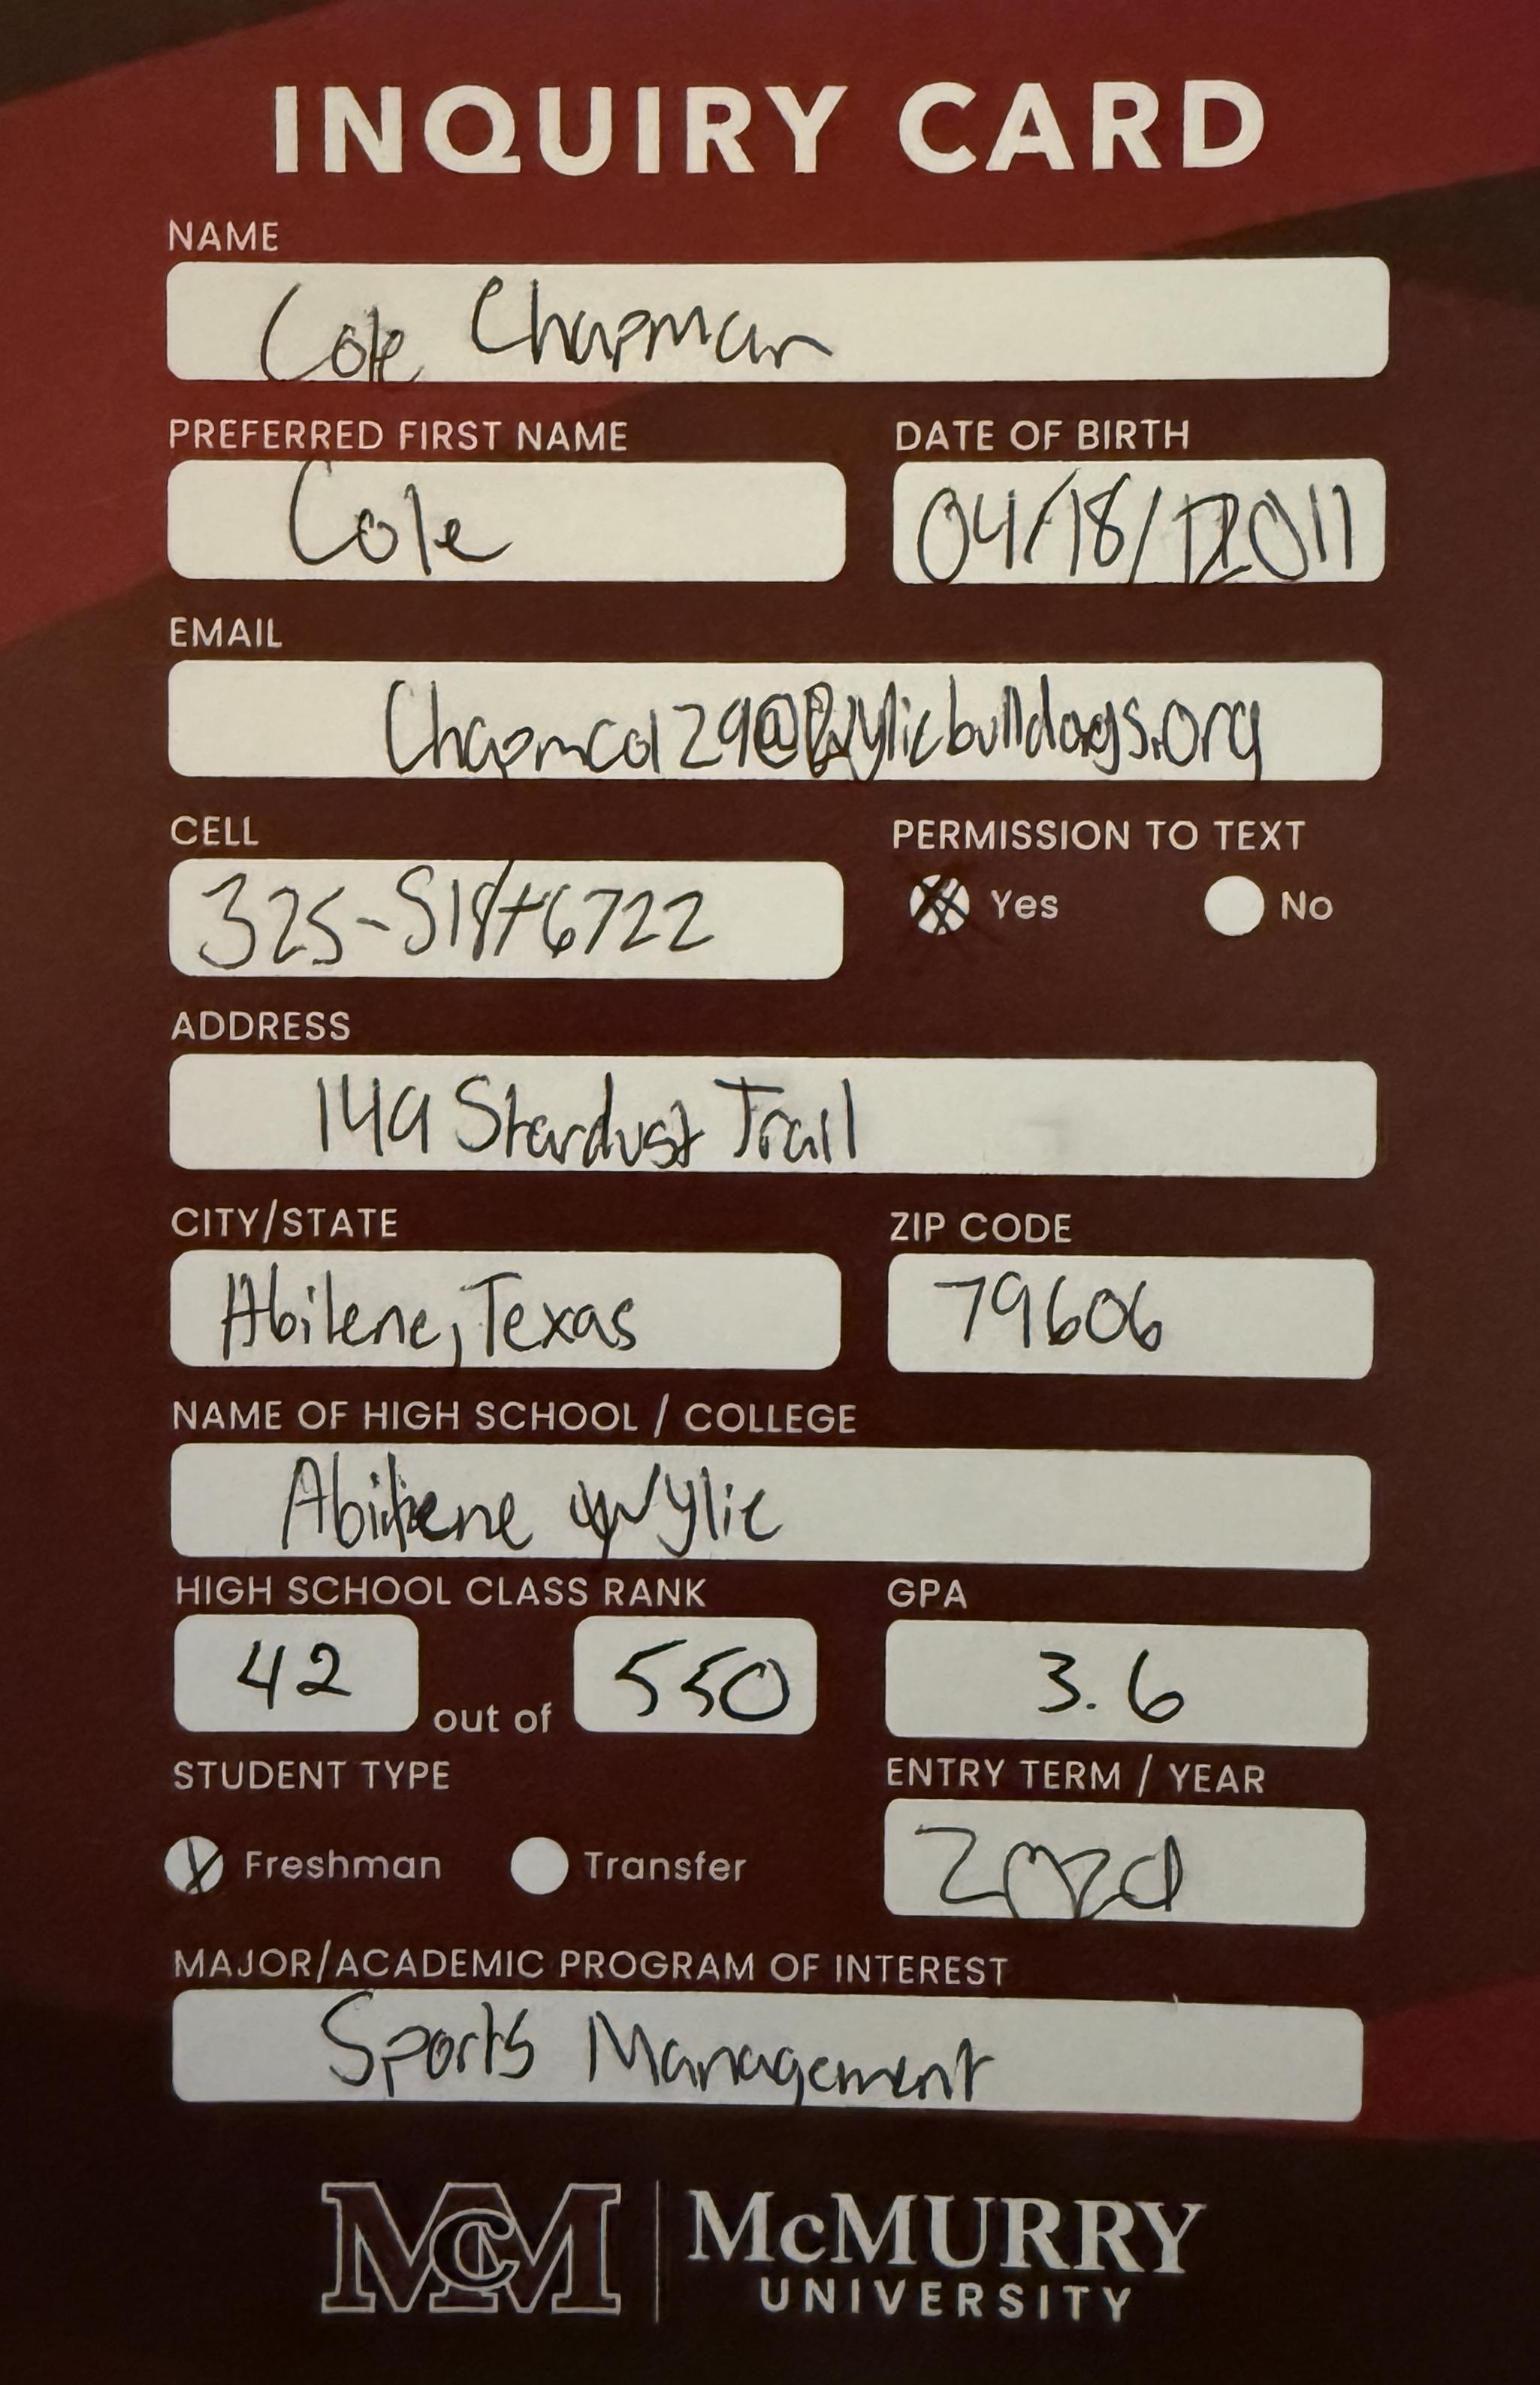 INQUIRY CARD
NAME
Cole Chapman
PREFERRED FIRST NAME DATE OF BIRTH
Cole 04/18/2011
EMAIL
Chapmcol29@wyliebulldogs.org
CELL PERMISSION TO TEXT
325-518-6722 Yes No
ADDRESS
149 Stardust Trail
CITY/STATE ZIP CODE
Abilene, Texas 79606
NAME OF HIGH SCHOOL / COLLEGE
Abilene Wylie
HIGH SCHOOL CLASS RANK GPA
42 out of 550 3.6
STUDENT TYPE ENTRY TERM / YEAR
Freshman Transfer
MAJOR/ACADEMIC PROGRAM OF INTEREST
Sports Management
McM McMURRY
UNIVERSITY